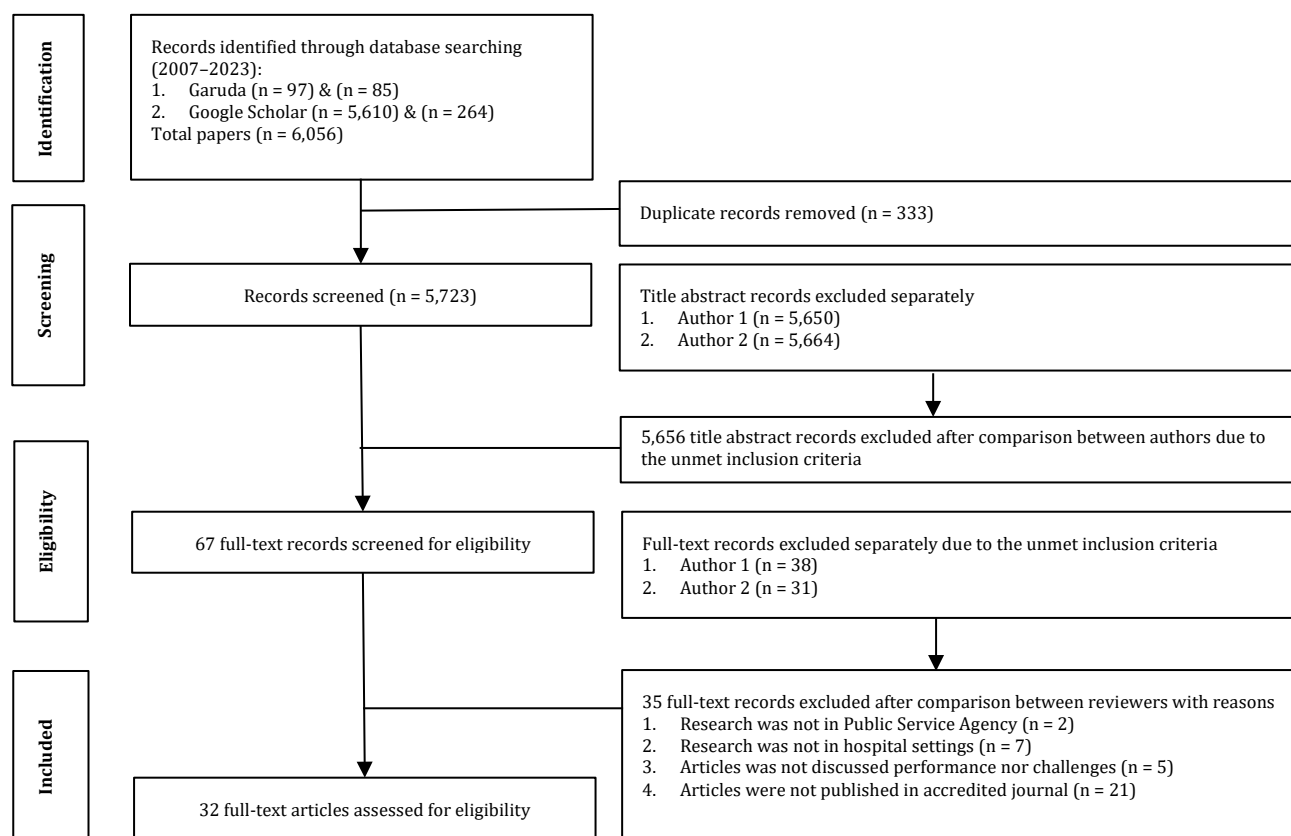 Identification
Records identified through database searching
(2007–2023):
1. Garuda (n = 97) & (n = 85)
2. Google Scholar (n = 5,610) & (n = 264)
Total papers (n = 6,056)
Duplicate records removed (n = 333)
Screening
Records screened (n = 5,723)
Title abstract records excluded separately
1. Author 1 (n = 5,650)
2. Author 2 (n = 5,664)
5,656 title abstract records excluded after comparison between authors due to
the unmet inclusion criteria
Eligibility
67 full-text records screened for eligibility
Full-text records excluded separately due to the unmet inclusion criteria
1. Author 1 (n = 38)
2. Author 2 (n = 31)
Included
35 full-text records excluded after comparison between reviewers with reasons
1. Research was not in Public Service Agency (n = 2)
2. Research was not in hospital settings (n = 7)
3. Articles was not discussed performance nor challenges (n = 5)
4. Articles were not published in accredited journal (n = 21)
32 full-text articles assessed for eligibility